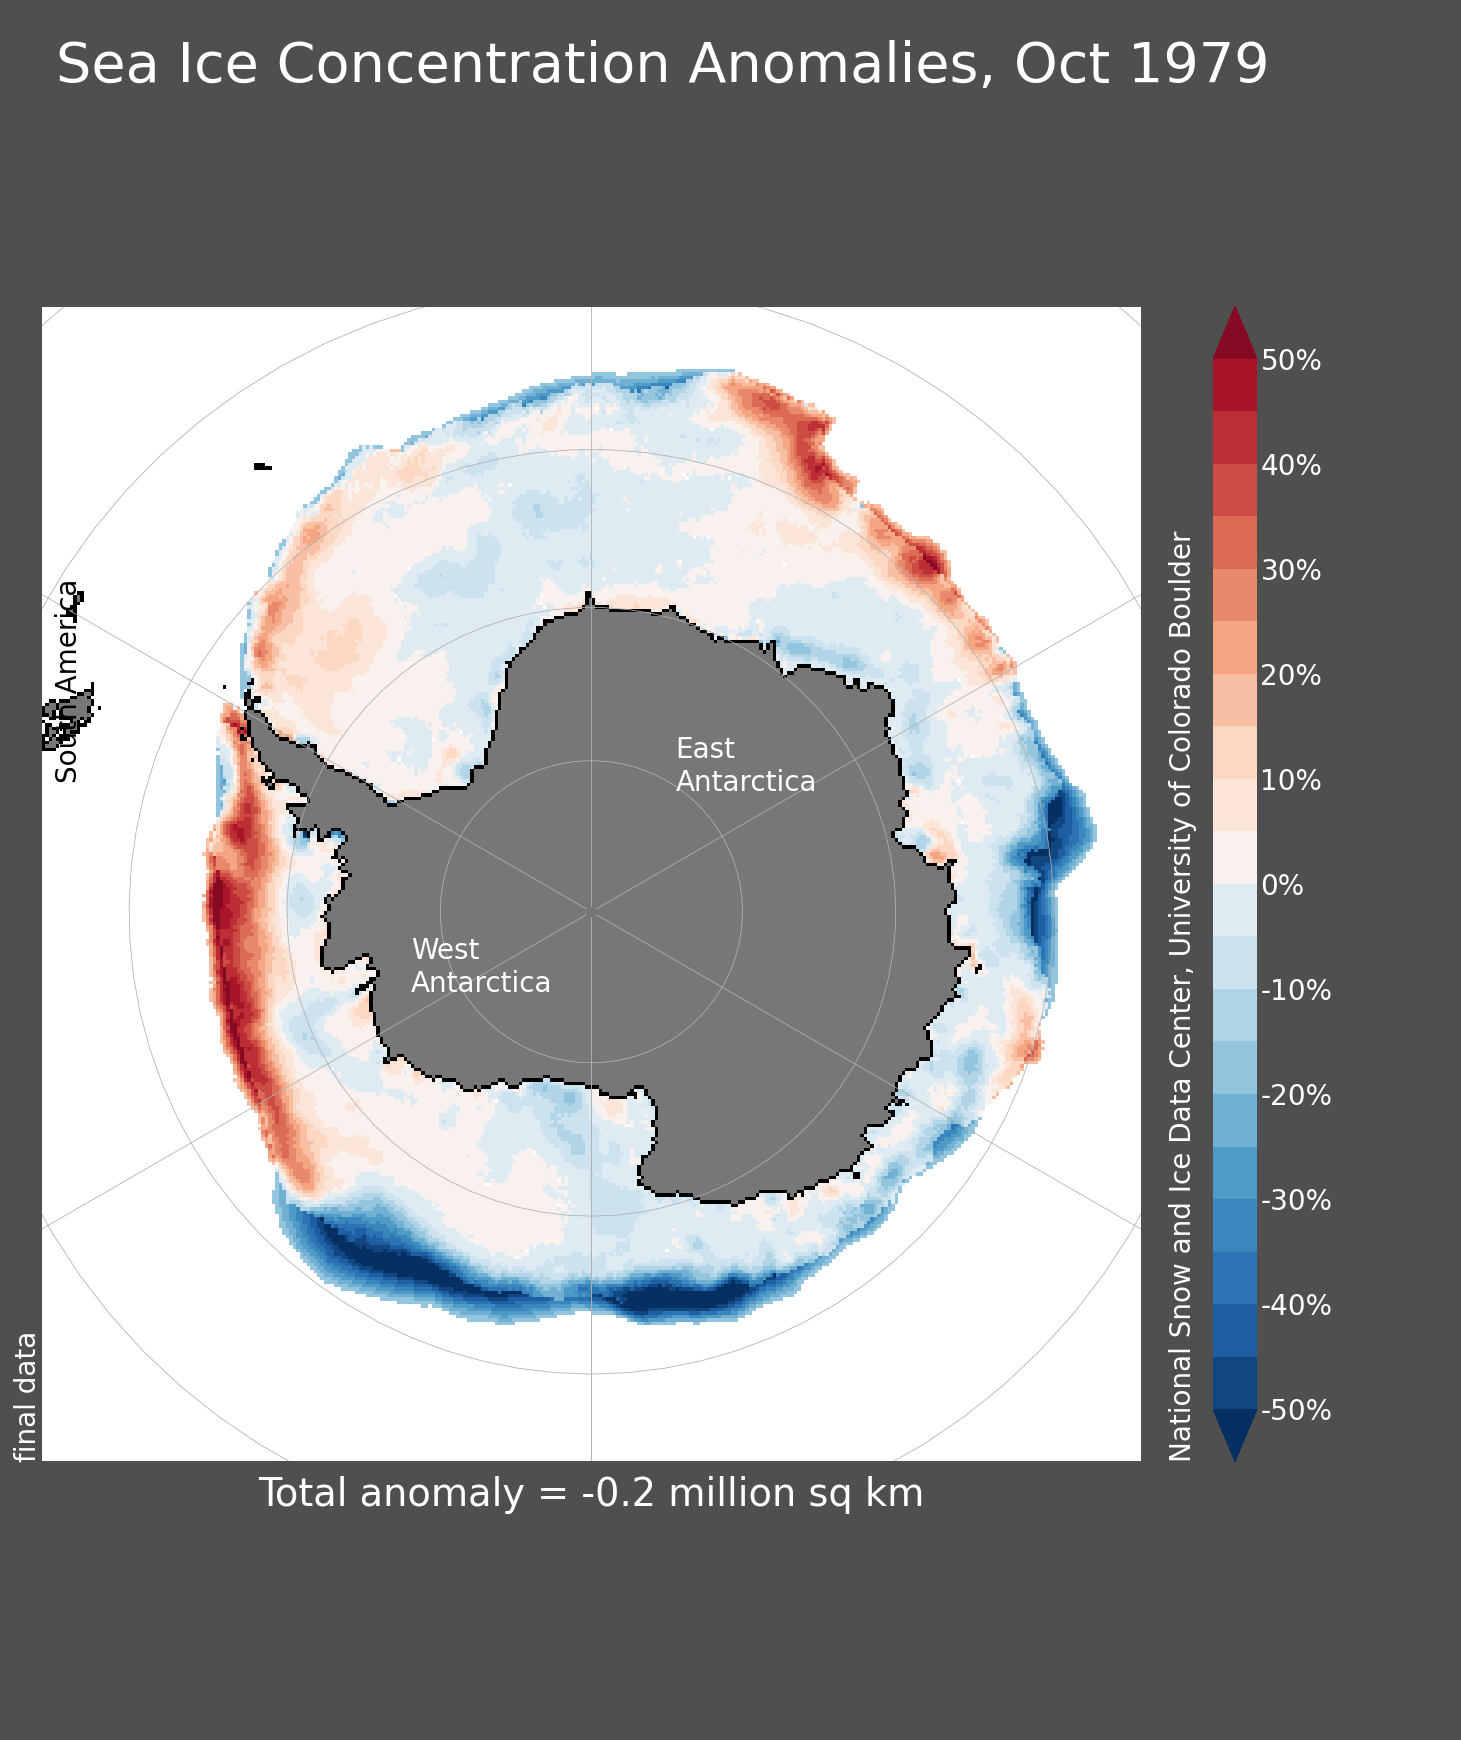 Sea Ice Concentration Anomalies, Oct 1979
South America
East
Antarctica
West
Antarctica
final data
National Snow and Ice Data Center, University of Colorado Boulder
50%
40%
30%
20%
10%
0%
-10%
-20%
-30%
-40%
-50%
Total anomaly = -0.2 million sq km